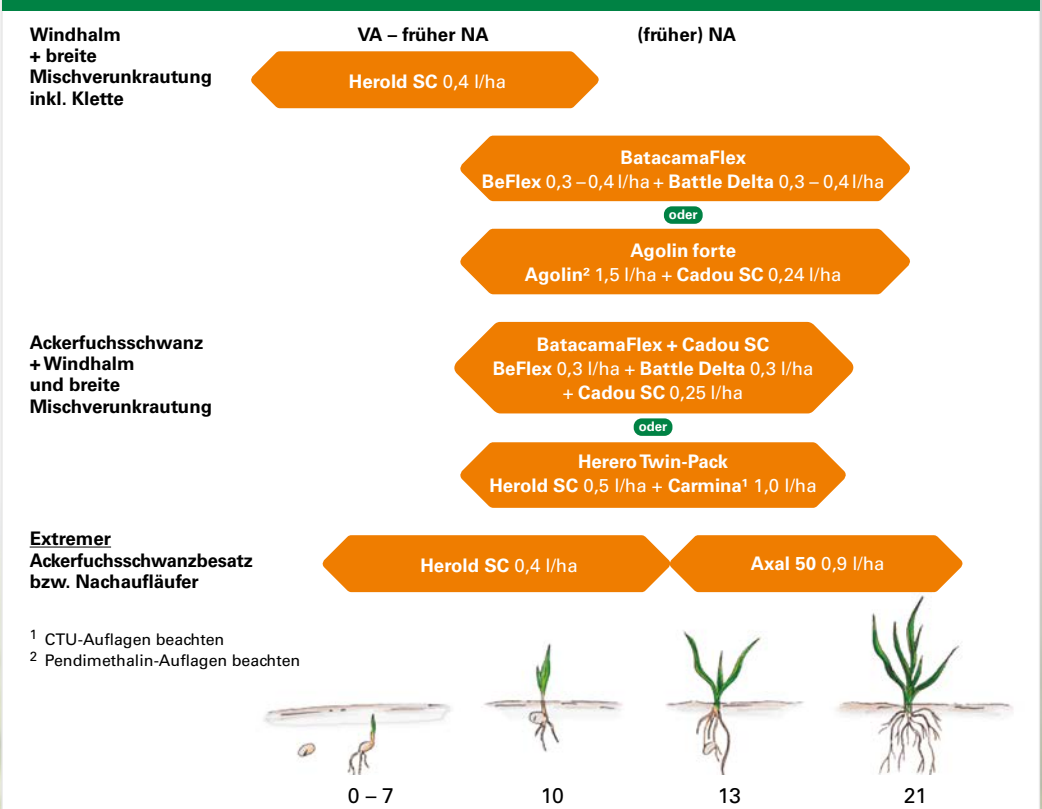 Windhalm
+ breite
Mischverunkrautung
inkl. Klette
VA – früher NA
(früher) NA
Herold SC 0,4 l/ha
BatacamaFlex
BeFlex 0,3 – 0,4 l/ha + Battle Delta 0,3 – 0,4 l/ha
oder
Agolin forte
Agolin² 1,5 l/ha + Cadou SC 0,24 l/ha
Ackerfuchsschwanz
+ Windhalm
und breite
Mischverunkrautung
BatacamaFlex + Cadou SC
BeFlex 0,3 l/ha + Battle Delta 0,3 l/ha
+ Cadou SC 0,25 l/ha
oder
Herero Twin-Pack
Herold SC 0,5 l/ha + Carmina¹ 1,0 l/ha
Extremer
Ackerfuchsschwanzbesatz
bzw. Nachaufläufer
Herold SC 0,4 l/ha
Axal 50 0,9 l/ha
¹ CTU-Auflagen beachten
² Pendimethalin-Auflagen beachten
0 – 7
10
13
21